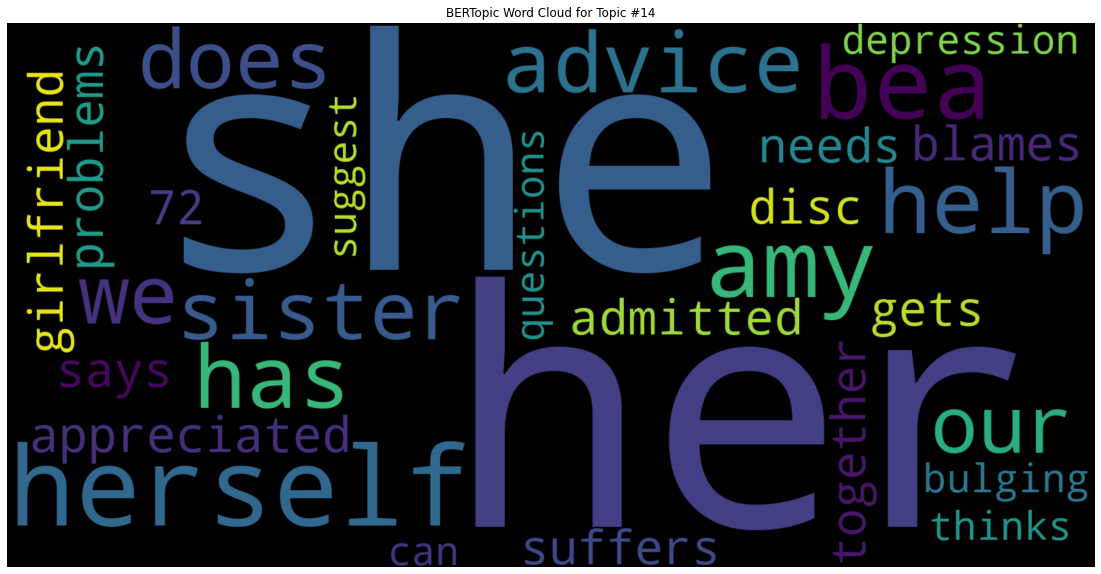 BERTopic Word Cloud for Topic #14
does
she
advice
depression
bea
girlfriend
problems
suggest
questions
needs
blames
72
disc
help
amy
we
sister
admitted
gets
her
says
has
together
our
appreciated
herself
bulging
thinks
can
suffers